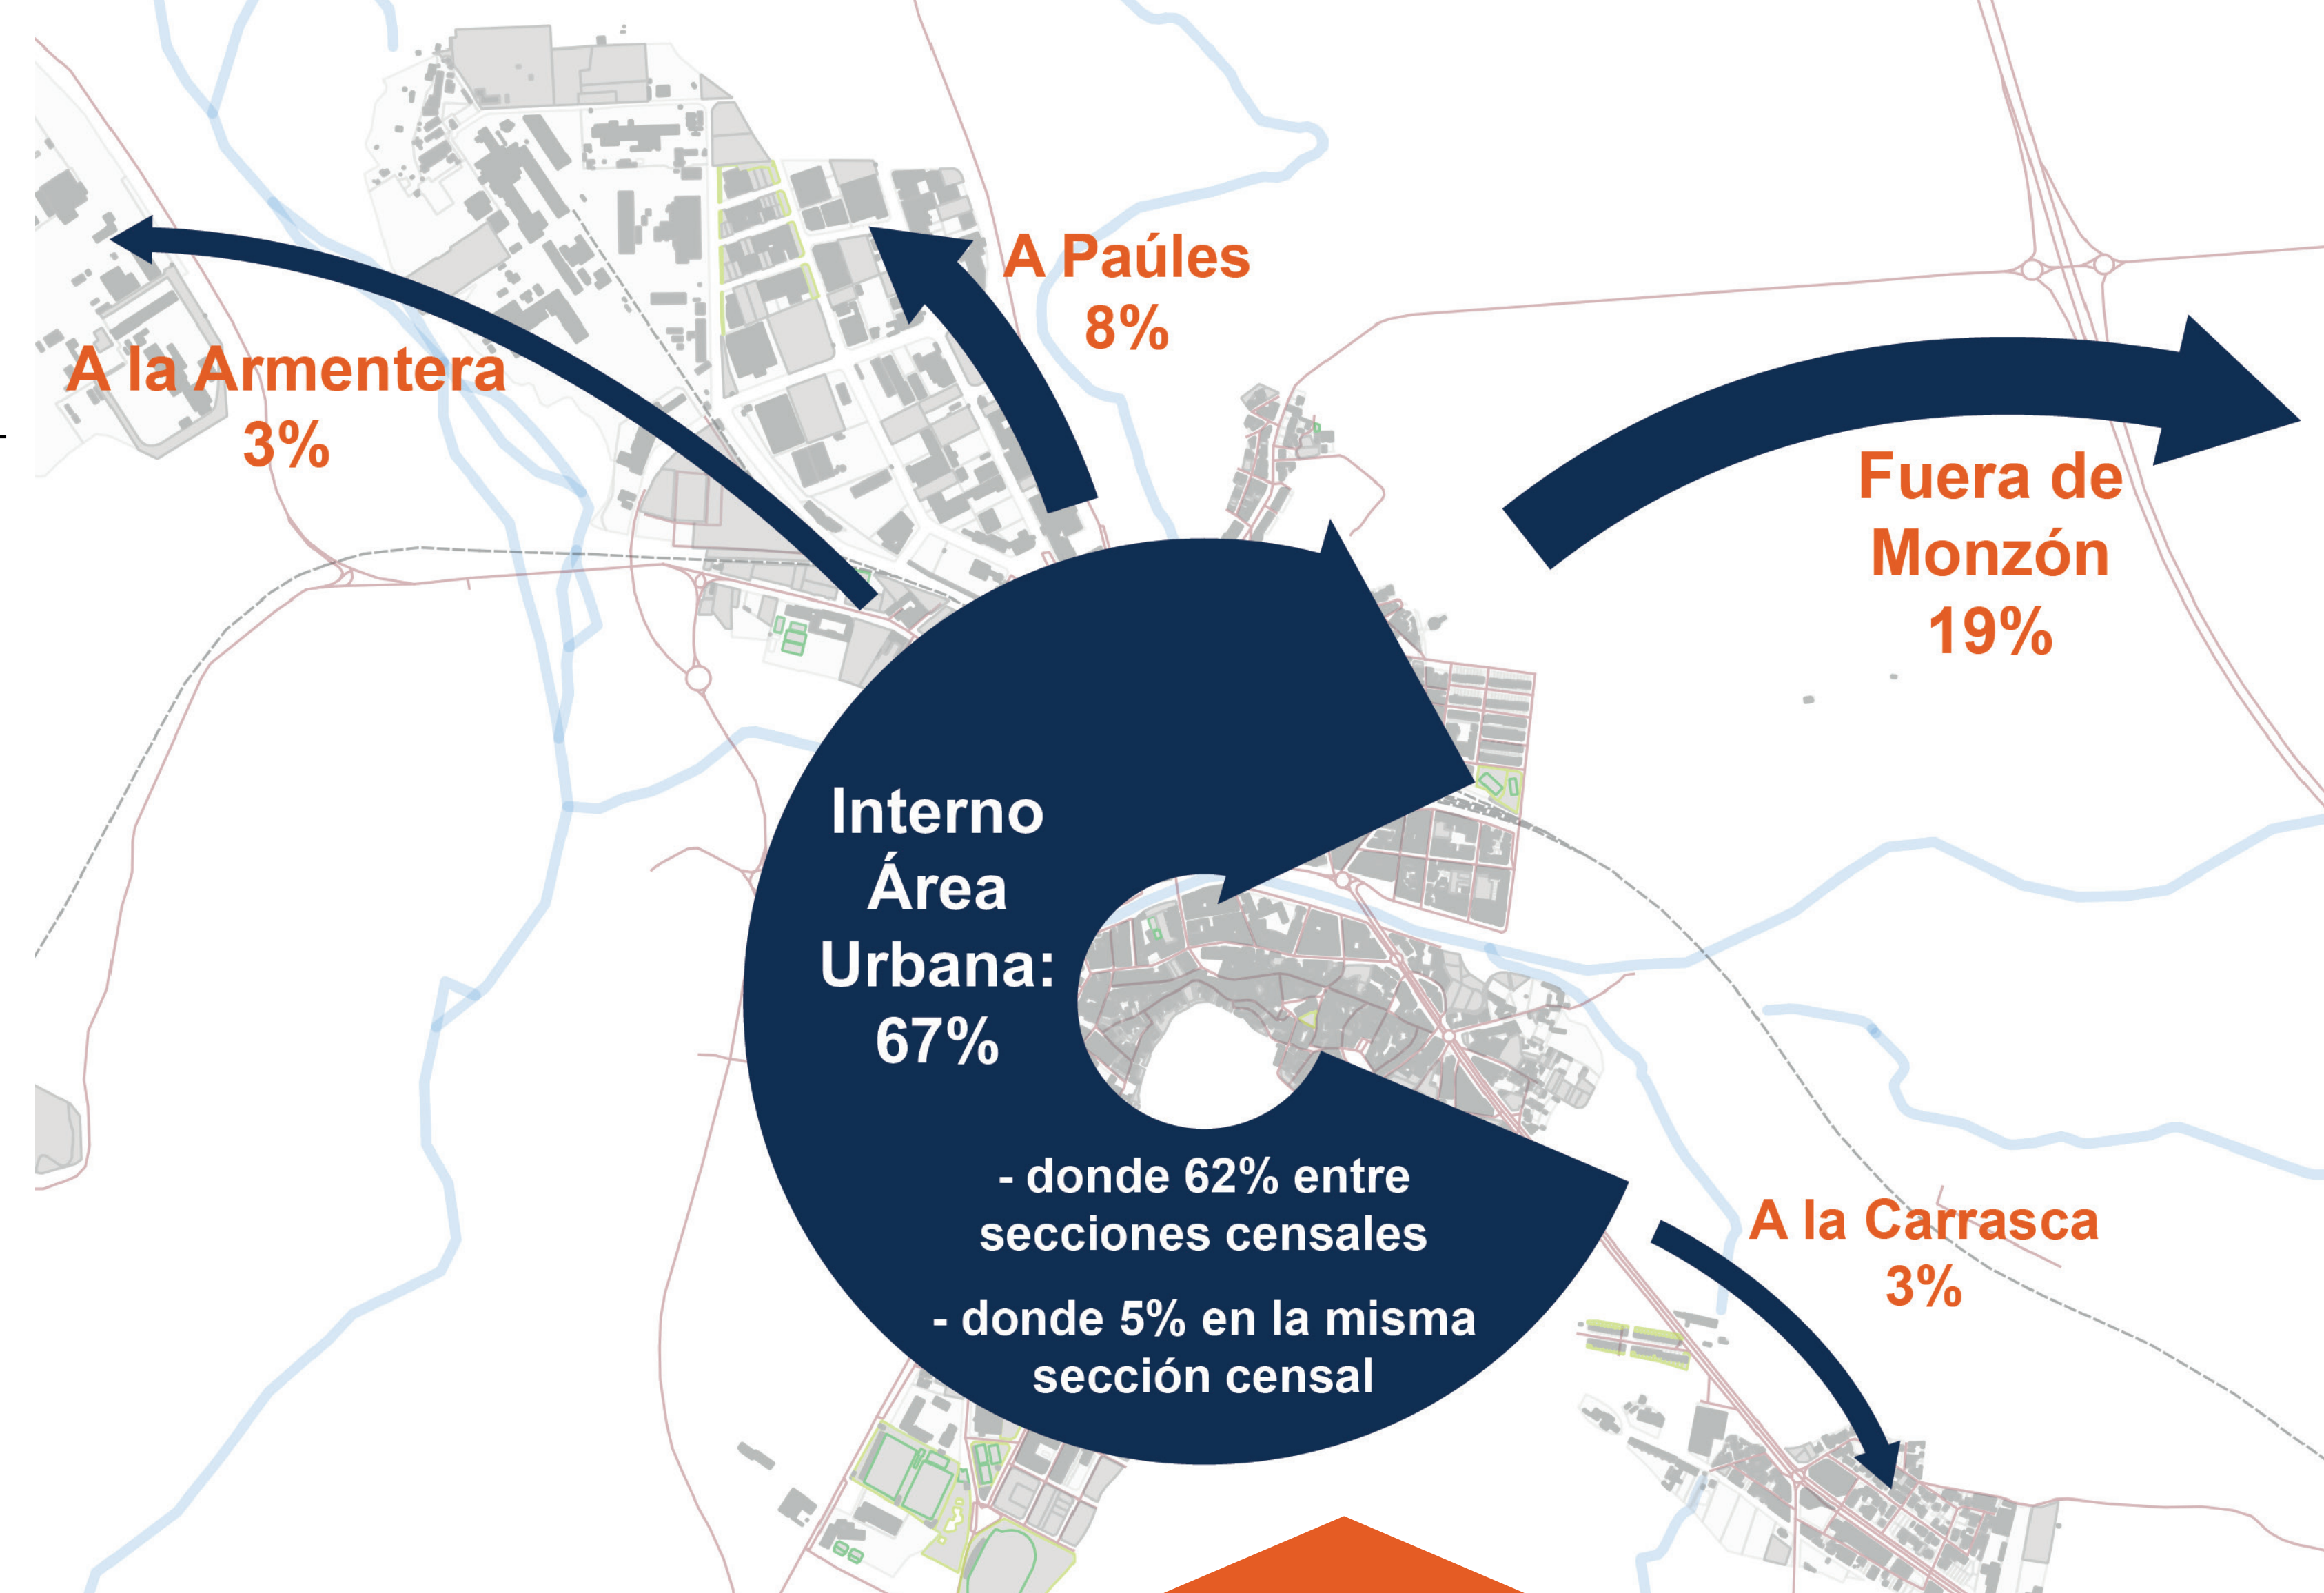 A Paúles
8%
A la Armentera
3%
Fuera de
Monzón
19%
Interno
Área
Urbana:
67%
- donde 62% entre
secciones censales
- donde 5% en la misma
sección censal
A la Carrasca
3%